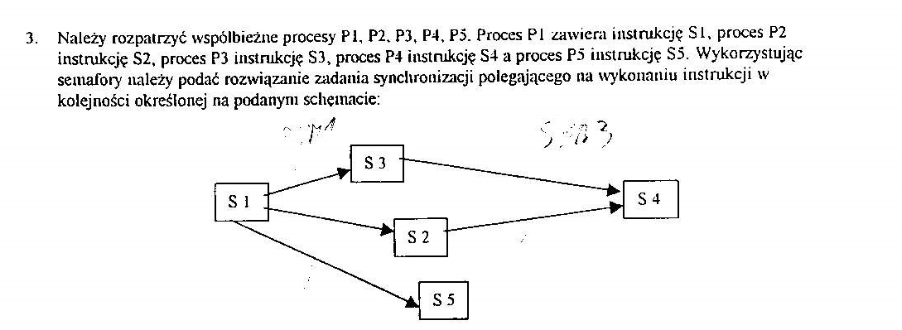 3. Należy rozpatrzyć współbieżne procesy P1, P2, P3, P4, P5. Proces P1 zawiera instrukcję S1, proces P2
instrukcję S2, proces P3 instrukcję S3, proces P4 instrukcję S4 a proces P5 instrukcję S5. Wykorzystując
semafory należy podać rozwiązanie zadania synchronizacji polegającego na wykonaniu instrukcji w
kolejności określonej na podanym schemacie:
S 3
S 1
S 4
S 2
S 5